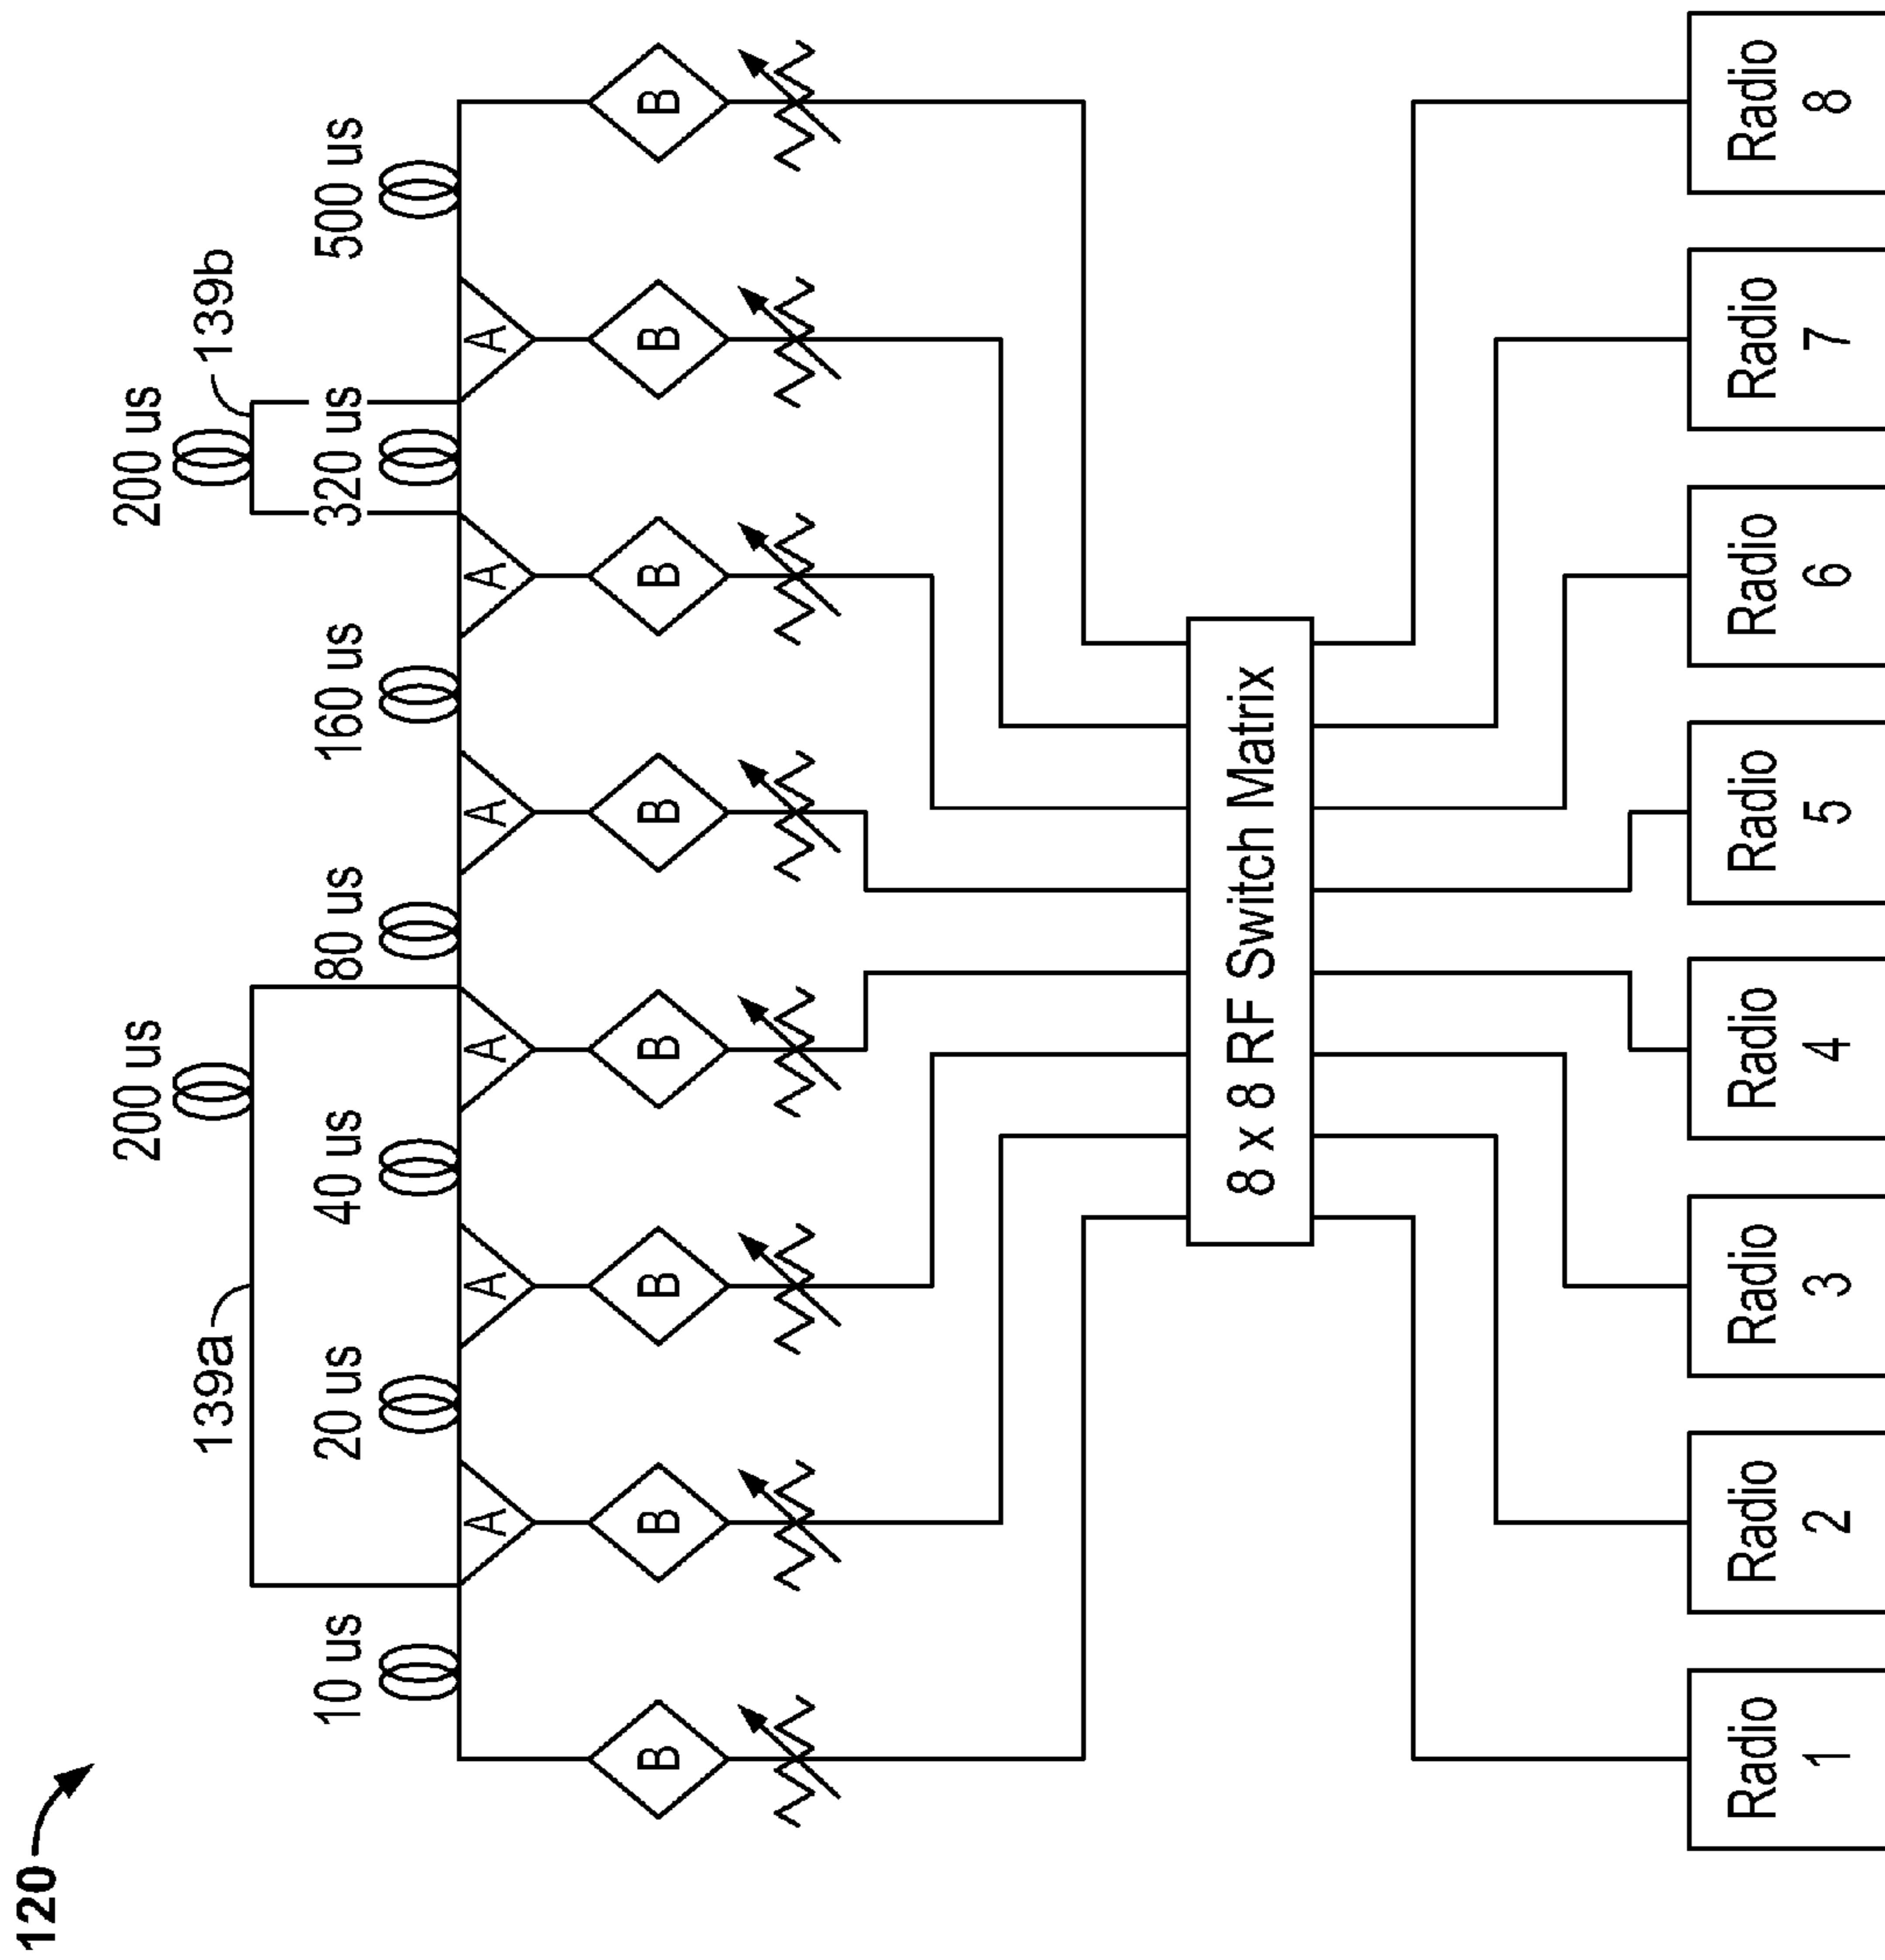 120
139a
139b
200 us
200 us
10 us
20 us
40 us
80 us
160 us
320 us
500 us
A
A
A
A
A
A
B
B
B
B
B
B
B
B
8 x 8 RF Switch Matrix
Radio
1
Radio
2
Radio
3
Radio
4
Radio
5
Radio
6
Radio
7
Radio
8